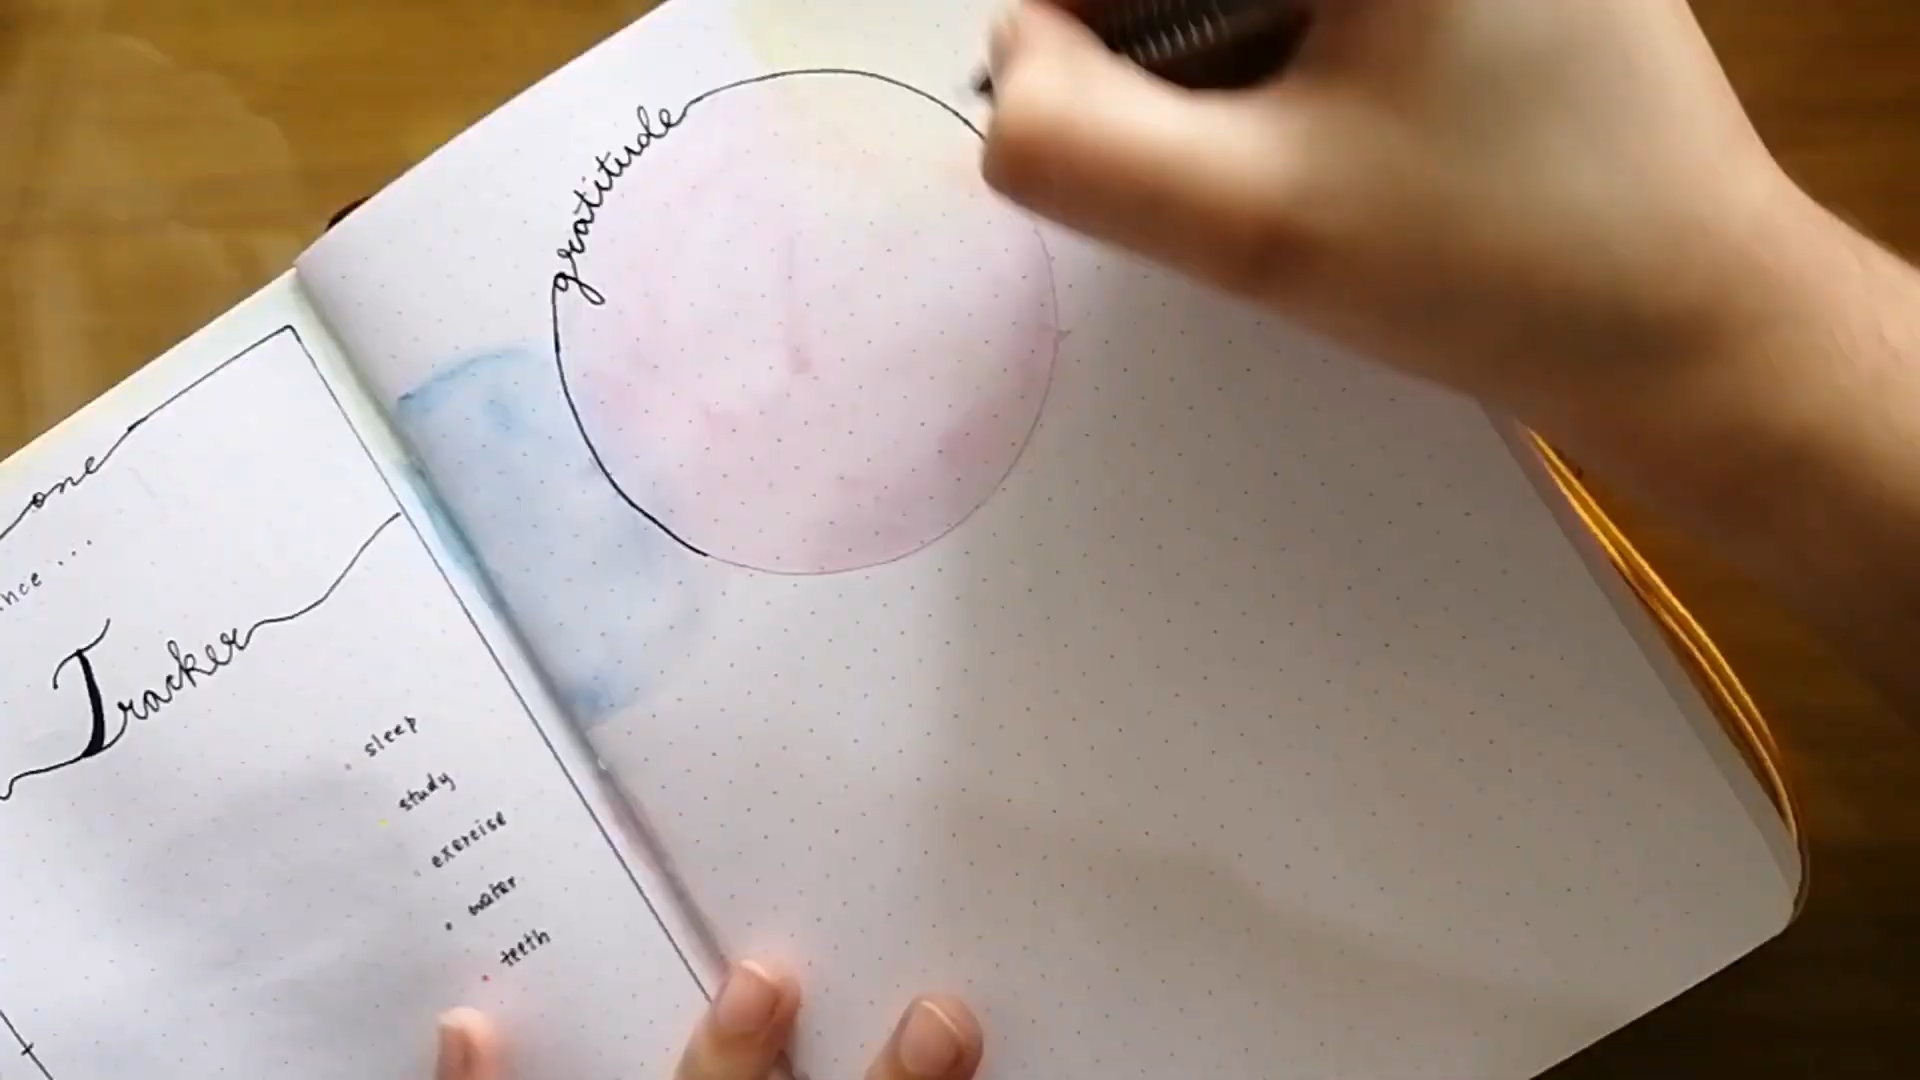 one
nce ...
Tracker
sleep
study
exercise
water
teeth
gratitude